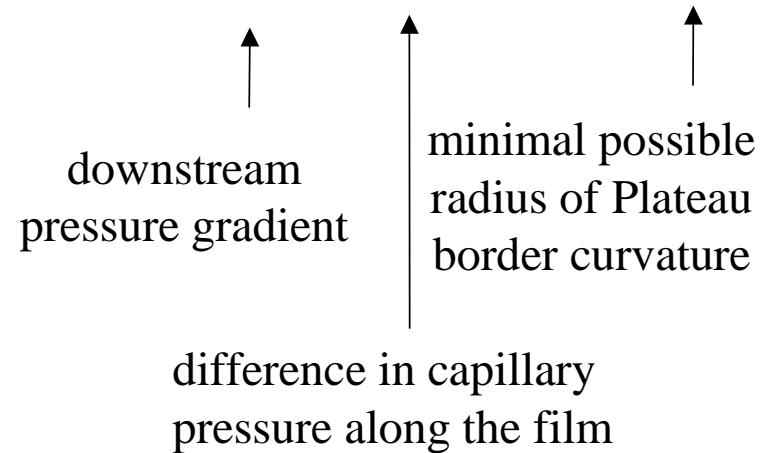 downstream
pressure gradient
minimal possible
radius of Plateau
border curvature
difference in capillary
pressure along the film